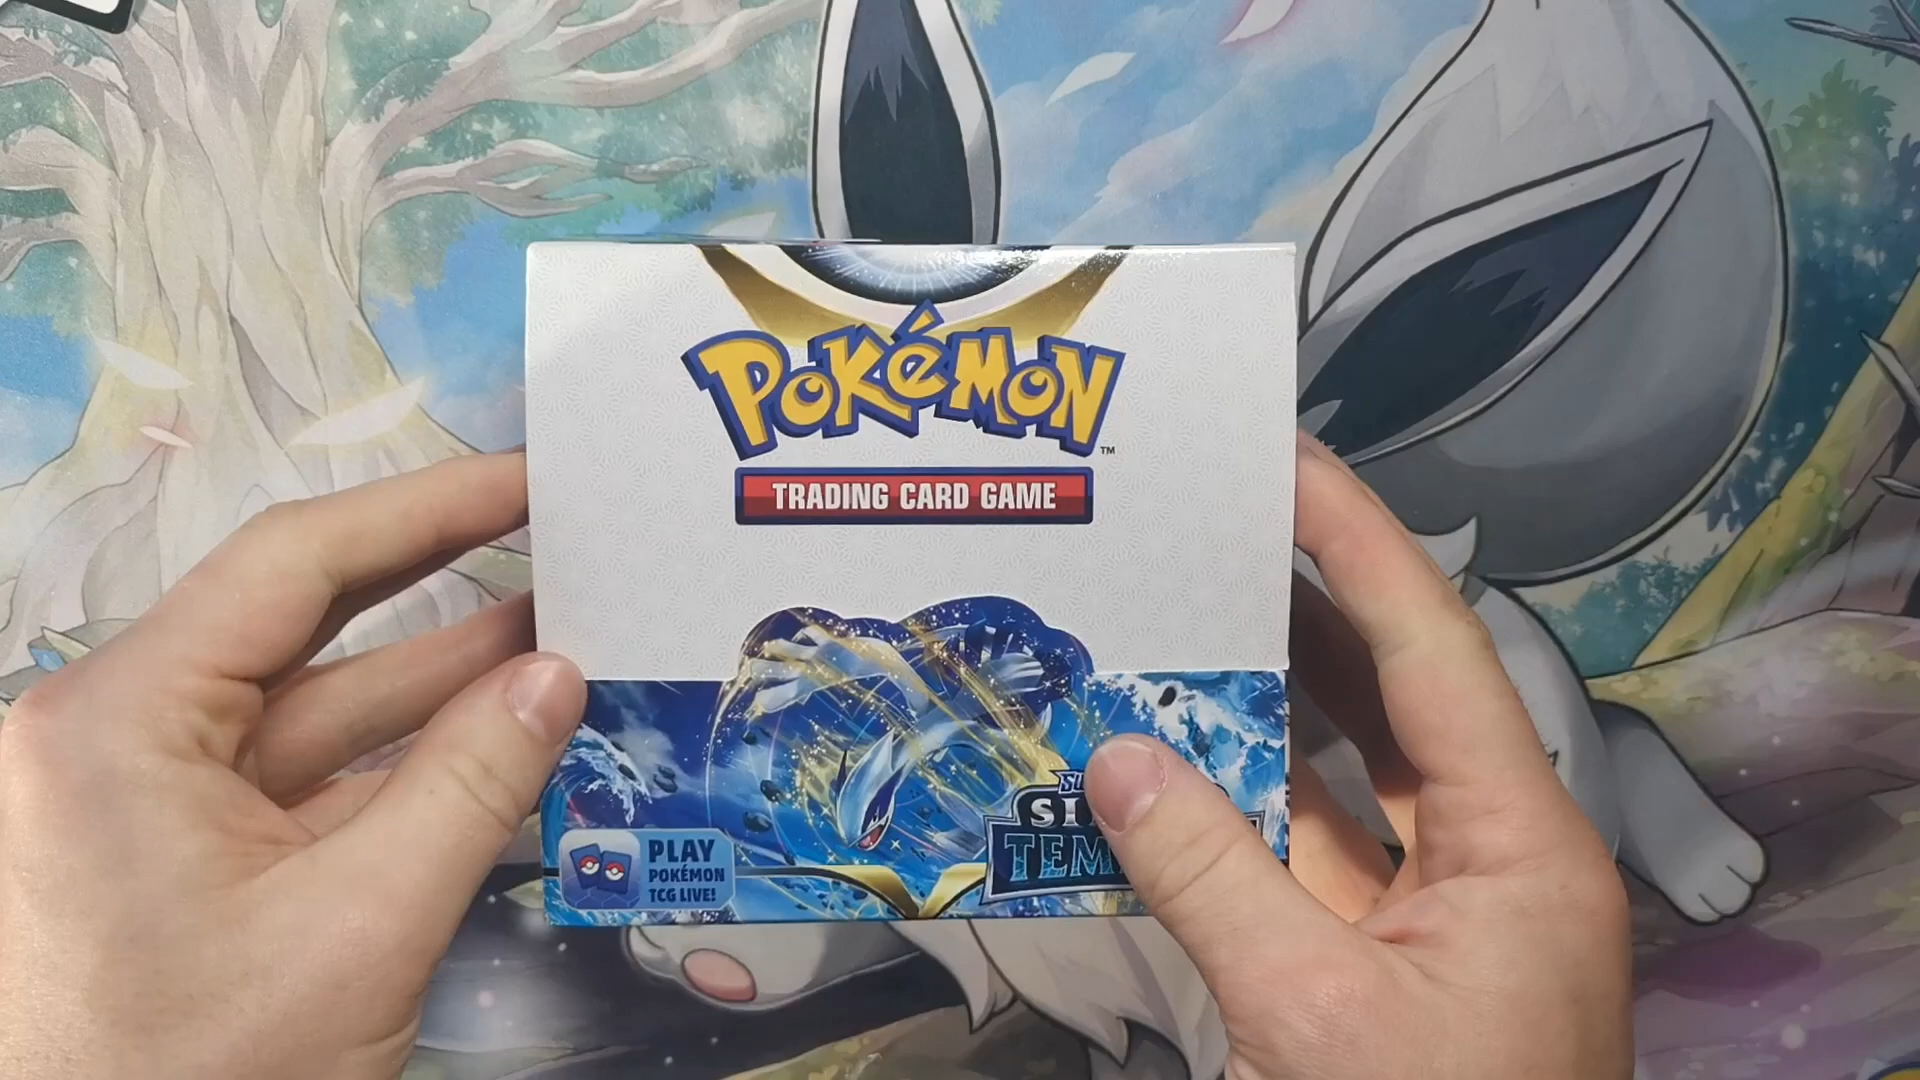 POKéMON
TM
TRADING CARD GAME
PLAY
POKÉMON
TCG LIVE!